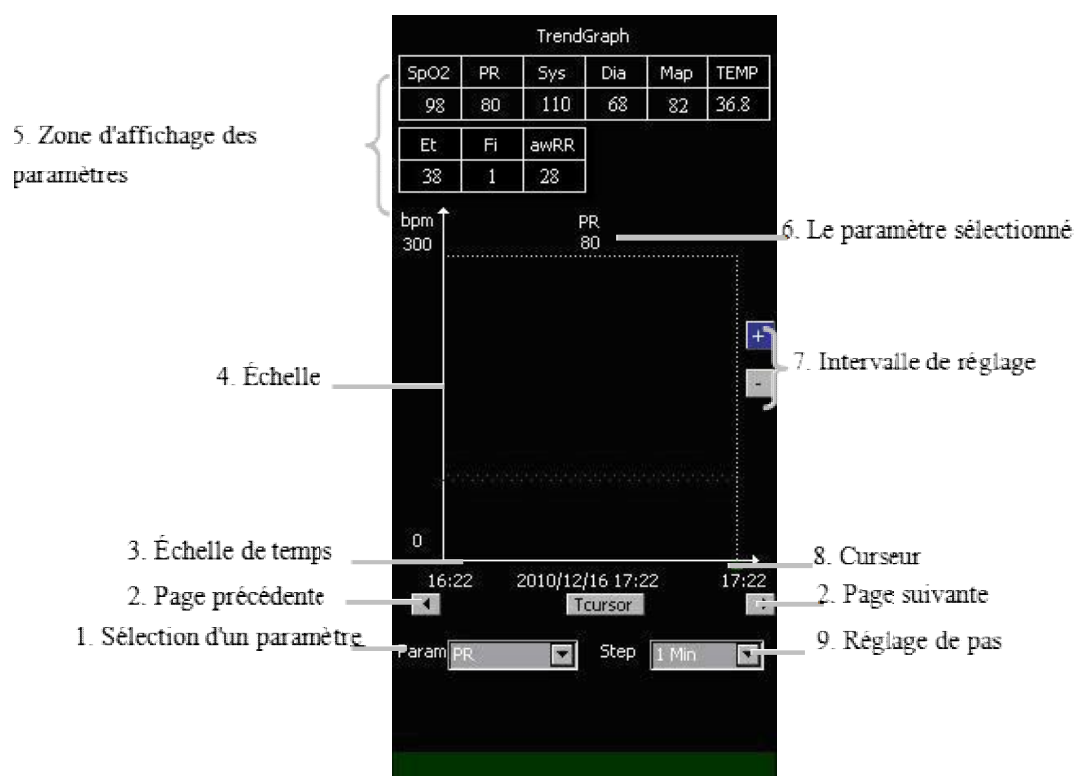 TrendGraph
SpO2 PR Sys Dia Map TEMP
98 80 110 68 82 36.8
Et Fi awRR
38 1 28
5. Zone d'affichage des
paramètres
bpm
300
PR
80
6. Le paramètre sélectionné
+
7. Intervalle de réglage
-
4. Échelle
0
3. Échelle de temps
8. Curseur
16:22 2010/12/16 17:22 17:22
2. Page précédente
Tcursor
2. Page suivante
1. Sélection d'un paramètre
Param PR Step 1 Min
9. Réglage de pas